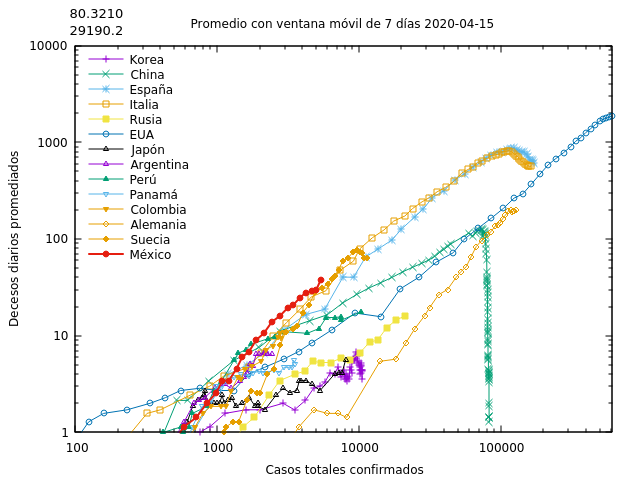 80.3210
29190.2
Promedio con ventana móvil de 7 días 2020-04-15
10000
1000
100
10
1
Decesos diarios promediados
Korea
China
España
Italia
Rusia
EUA
Japón
Argentina
Perú
Panamá
Colombia
Alemania
Suecia
México
100
1000
10000
100000
Casos totales confirmados